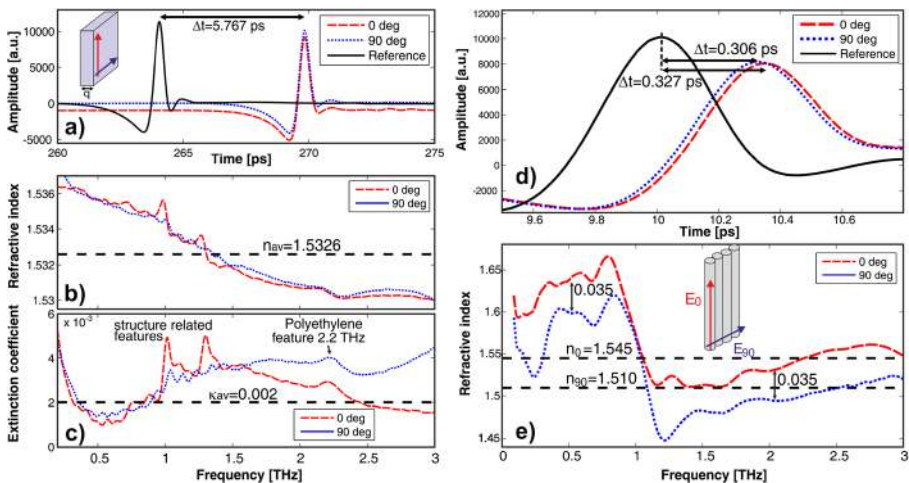 Amplitude [a.u.]
10000
5000
0
-5000
Δt=5.767 ps
0 deg
90 deg
Reference
q
a)
260
265
270
275
Time [ps]
Refractive index
1.536
1.534
1.532
1.53
0 deg
90 deg
nav=1.5326
b)
Extinction coefficient
6
4
2
0
x 10-3
structure related
features
Polyethylene
feature 2.2 THz
κav=0.002
0 deg
90 deg
c)
0.5
1
1.5
2
2.5
3
Frequency [THz]
Amplitude [a.u.]
12000
10000
8000
6000
4000
2000
0
-2000
0 deg
90 deg
Reference
Δt=0.306 ps
Δt=0.327 ps
d)
9.6
9.8
10
10.2
10.4
10.6
Time [ps]
Refractive index
1.65
1.6
1.55
1.5
1.45
0 deg
90 deg
0.035
E0
E90
n0=1.545
n90=1.510
0.035
e)
0
0.5
1
1.5
2
2.5
3
Frequency [THz]